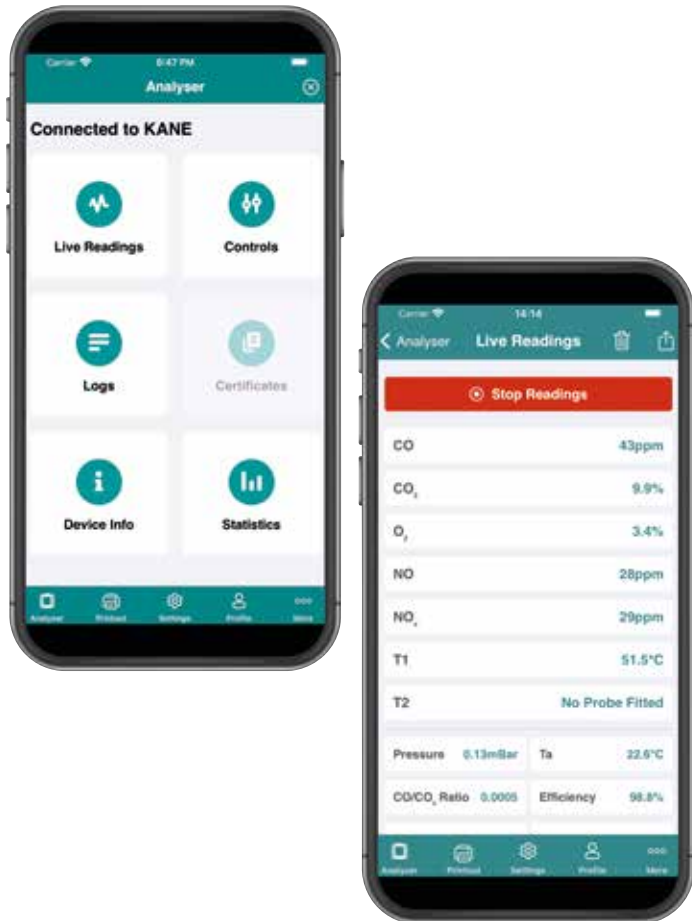 Carrier 6:47 PM
Analyser
Connected to KANE
Live Readings Controls
Logs Certificates
Device Info Statistics
Analyser Printout Settings Profile More
Carrier 14:14
Analyser Live Readings
Stop Readings
CO 43ppm
CO₂ 9.9%
O₂ 3.4%
NO 28ppm
NOₓ 29ppm
T1 51.5°C
T2 No Probe Fitted
Pressure 0.13mBar Ta 22.6°C
CO/CO₂ Ratio 0.0005 Efficiency 98.8%
Analyser Printout Settings Profile More